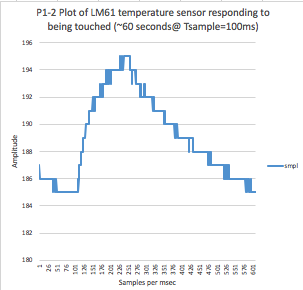 P1-2 Plot of LM61 temperature sensor responding to
being touched (~60 seconds@ Tsample=100ms)
196
194
192
190
188
186
184
182
180
Amplitude
smpl
1 26 51 76 101 126 151 176 201 226 251 276 301 326 351 376 401 426 451 476 501 526 551 576 601
Samples per msec